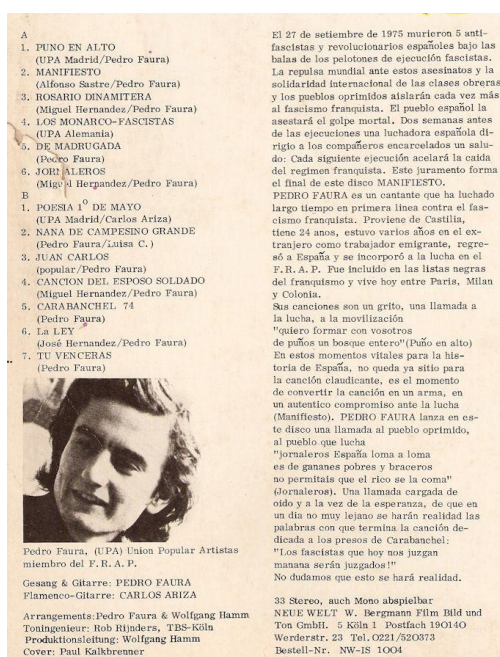 A
1. PUNO EN ALTO
(UPA Madrid/Pedro Faura)
2. MANIFIESTO
(Alfonso Sastre/Pedro Faura)
3. ROSARIO DINAMITERA
(Miguel Hernandez/Pedro Faura)
4. LOS MONARCO-FASCISTAS
(UPA Alemania)
5. DE MADRUGADA
(Pedro Faura)
6. JORNALEROS
(Miguel Hernandez/Pedro Faura)
B
1. POESIA 1º DE MAYO
(UPA Madrid/Carlos Ariza)
2. NANA DE CAMPESINO GRANDE
(Pedro Faura/Luisa C.)
3. JUAN CARLOS
(popular/Pedro Faura)
4. CANCION DEL ESPOSO SOLDADO
(Miguel Hernandez/Pedro Faura)
5. CARABANCHEL 74
(Pedro Faura)
6. La LEY
(José Hernandez/Pedro Faura)
7. TU VENCERAS
(Pedro Faura)
Pedro Faura, (UPA) Union Popular Artistas
miembro del F.R.A.P.
Gesang & Gitarre: PEDRO FAURA
Flamenco-Gitarre: CARLOS ARIZA
Arrangements:Pedro Faura & Wolfgang Hamm
Toningenieur: Rob Rijnders, TBS-Köln
Produktionsleitung: Wolfgang Hamm
Cover: Paul Kalkbrenner
El 27 de setiembre de 1975 murieron 5 anti-
fascistas y revolucionarios españoles bajo las
balas de los pelotones de ejecución fascistas.
La repulsa mundial ante estos asesinatos y la
solidaridad internacional de las clases obreras
y los pueblos oprimidos aislarán cada vez más
al fascismo franquista. El pueblo español la
asestará el golpe mortal. Dos semanas antes
de las ejecuciones una luchadora española di-
rigio a los compañeros encarcelados un salu-
do: Cada siguiente ejecución acelará la caida
del regimen franquista. Este juramento forma
el final de este disco MANIFIESTO.
PEDRO FAURA es un cantante que ha luchado
largo tiempo en primera linea contra el fas-
cismo franquista. Proviene de Castilia,
tiene 24 anos, estuvo varios años en el ex-
tranjero como trabajador emigrante, regre-
só a España y se incorporó a la lucha en el
F.R.A.P. Fue incluido en las listas negras
del franquismo y vive hoy entre Paris, Milan
y Colonia.
Sus canciones son un grito, una llamada a
la lucha, a la movilización
"quiero formar con vosotros
de puños un bosque entero"(Puño en alto)
En estos momentos vitales para la his-
toria de España, no queda ya sitio para
la canción claudicante, es el momento
de convertir la canción en un arma, en
un autentico compromiso ante la lucha
(Manifiesto). PEDRO FAURA lanza en es-
te disco una llamada al pueblo oprimido,
al pueblo que lucha
"jornaleros España loma a loma
es de gananes pobres y braceros
no permitais que el rico se la coma"
(Jornaleros). Una llamada cargada de
oido y a la vez de la esperanza, de que en
un dia no muy lejano se harán realidad las
palabras con que termina la canción de-
dicada a los presos de Carabanchel:
"Los fascistas que hoy nos juzgan
manana serán juzgados!"
No dudamos que esto se hará realidad.
33 Stereo, auch Mono abspielbar
NEUE WELT W. Bergmann Film Bild und
Ton GmbH. 5 Köln 1 Postfach 190140
Werderstr. 23 Tel.0221/520373
Bestell-Nr. NW-IS 1004